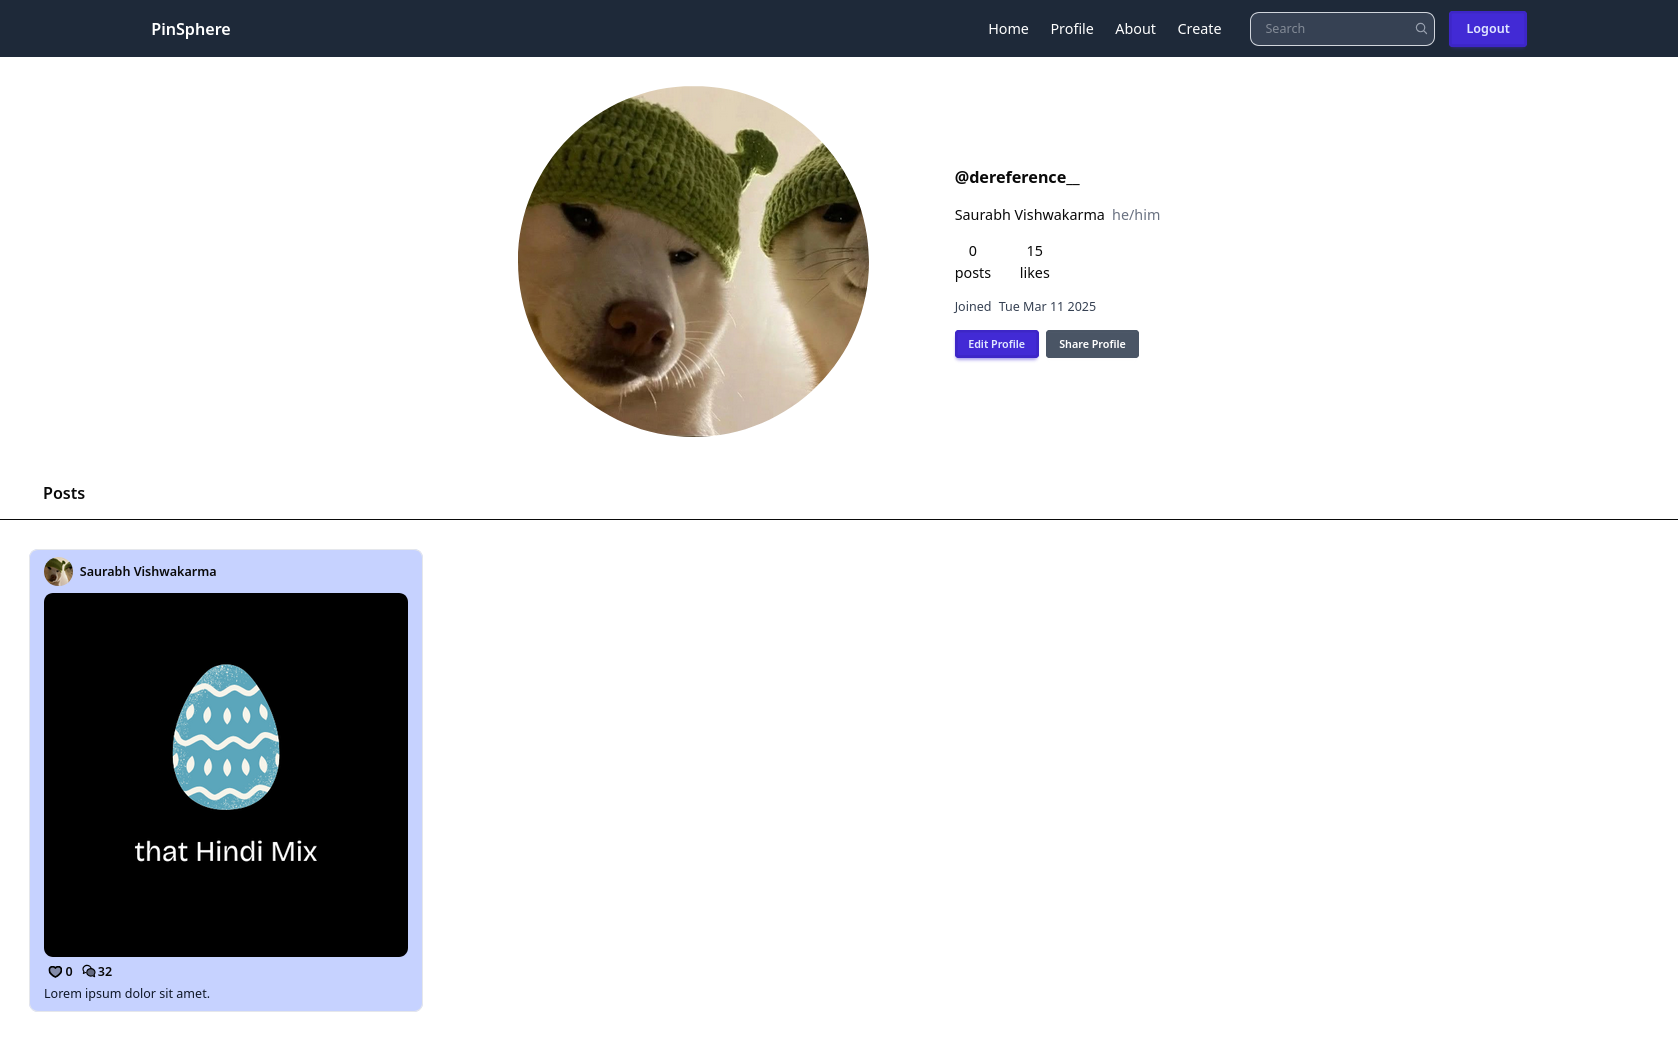 PinSphere
Home Profile About Create Search Logout
@dereference__
Saurabh Vishwakarma he/him
0 15
posts likes
Joined Tue Mar 11 2025
Edit Profile Share Profile
Posts
Saurabh Vishwakarma
that Hindi Mix
0 32
Lorem ipsum dolor sit amet.